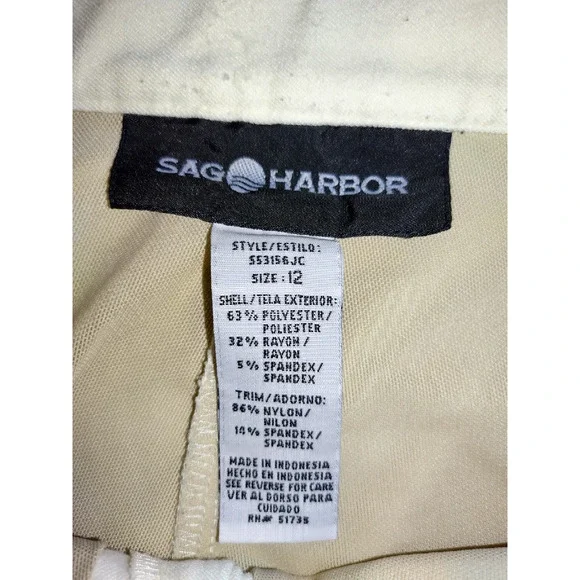 SAG HARBOR
STYLE/ESTILO:
S53156JC
SIZE: 12
SHELL/TELA EXTERIOR:
63% POLYESTER/
POLIESTER
32% RAYON/
RAYON
5% SPANDEX/
SPANDEX
TRIM/ADORNO:
86% NYLON/
NILON
14% SPANDEX/
SPANDEX
MADE IN INDONESIA
HECHO EN INDONESIA
SEE REVERSE FOR CARE
VER AL DORSO PARA
CUIDADO
RN# 51735